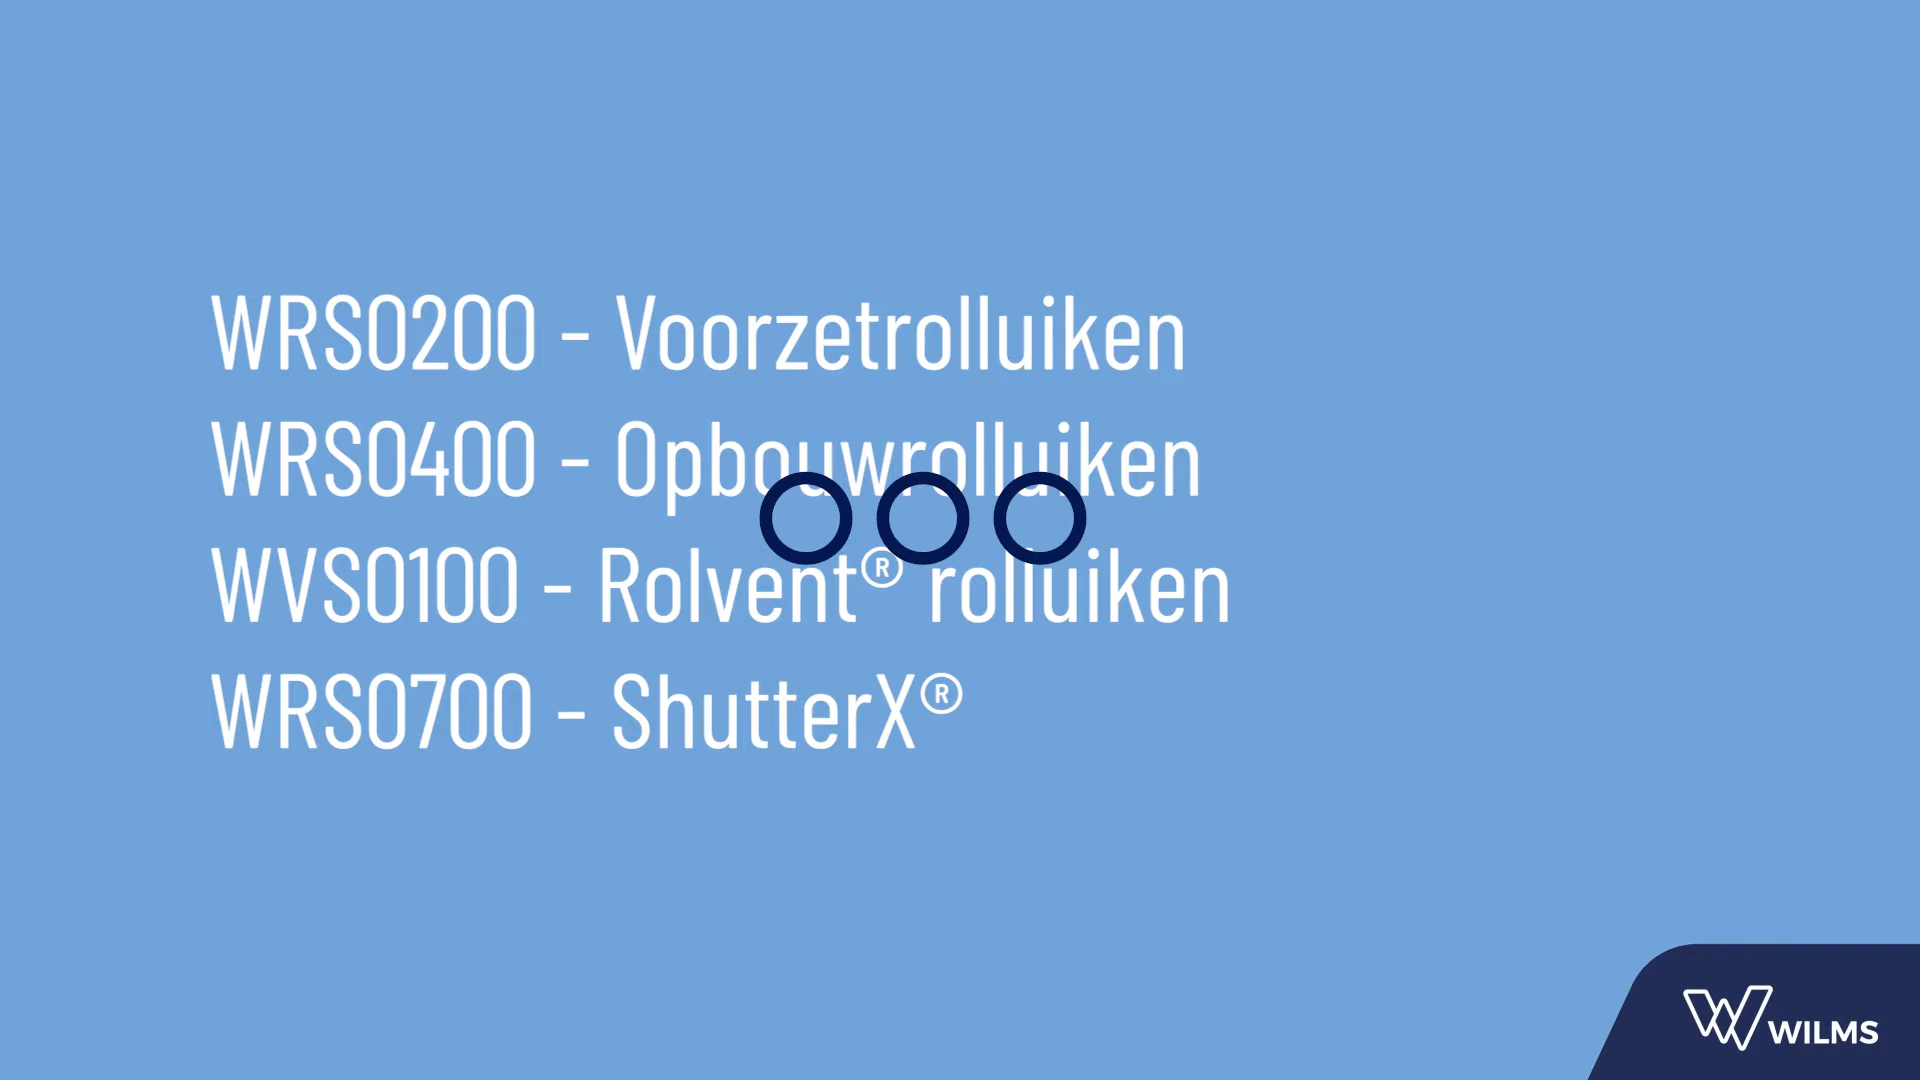 WRS0200 - Voorzetrolluiken
WRS0400 - Opbouwrolluiken
WVS0100 - Rolvent® rolluiken
WRS0700 - ShutterX®
WILMS